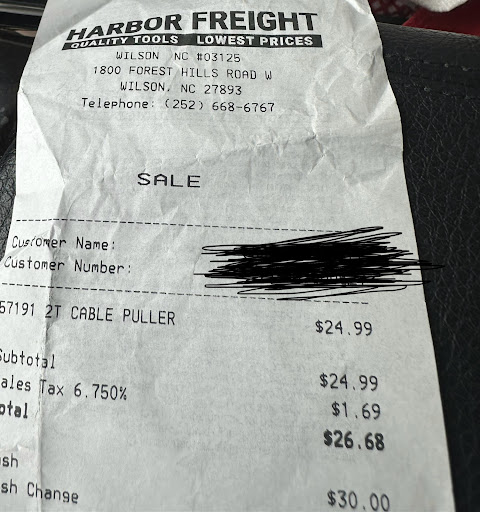 HARBOR FREIGHT
QUALITY TOOLS LOWEST PRICES
WILSON NC #03125
1800 FOREST HILLS ROAD W
WILSON, NC 27893
Telephone: (252) 668-6767
SALE
Customer Name:
Customer Number:
57191 2T CABLE PULLER $24.99
Subtotal $24.99
ales Tax 6.750% $1.69
otal $26.68
sh $30.00
sh Change